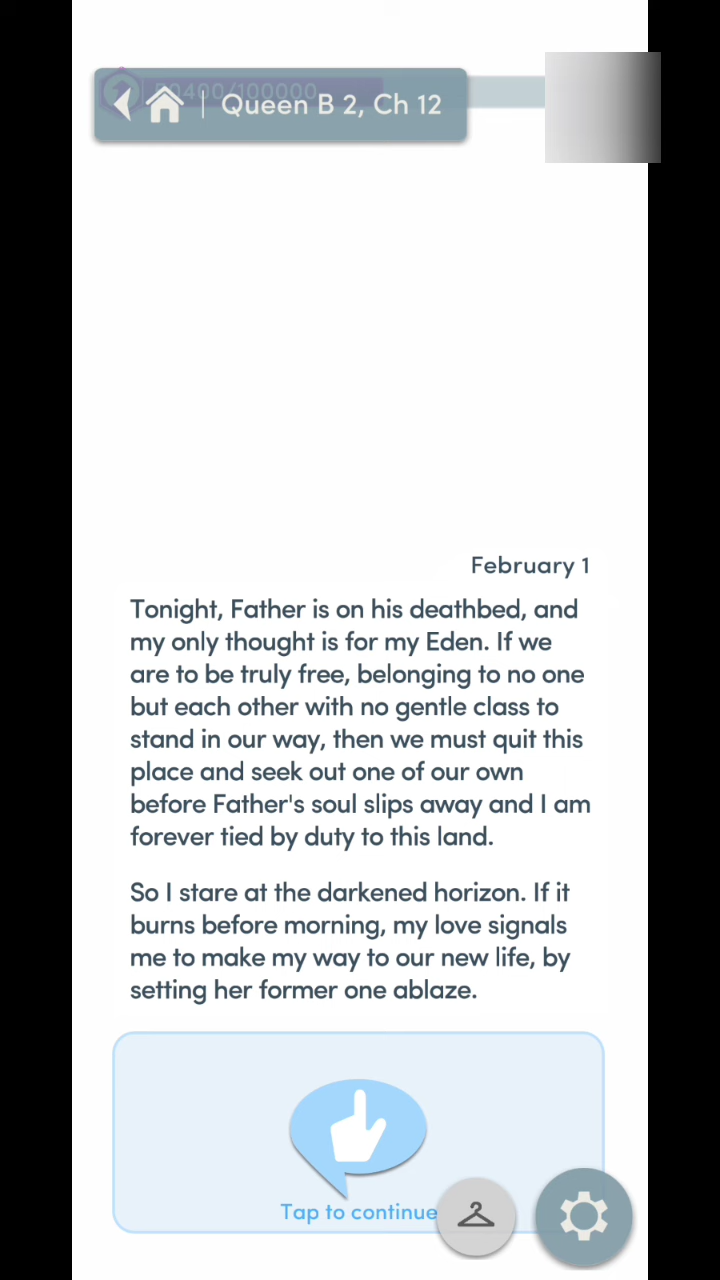 70400/100000
Queen B 2, Ch 12
February 1
Tonight, Father is on his deathbed, and
my only thought is for my Eden. If we
are to be truly free, belonging to no one
but each other with no gentle class to
stand in our way, then we must quit this
place and seek out one of our own
before Father's soul slips away and I am
forever tied by duty to this land.
So I stare at the darkened horizon. If it
burns before morning, my love signals
me to make my way to our new life, by
setting her former one ablaze.
Tap to continue